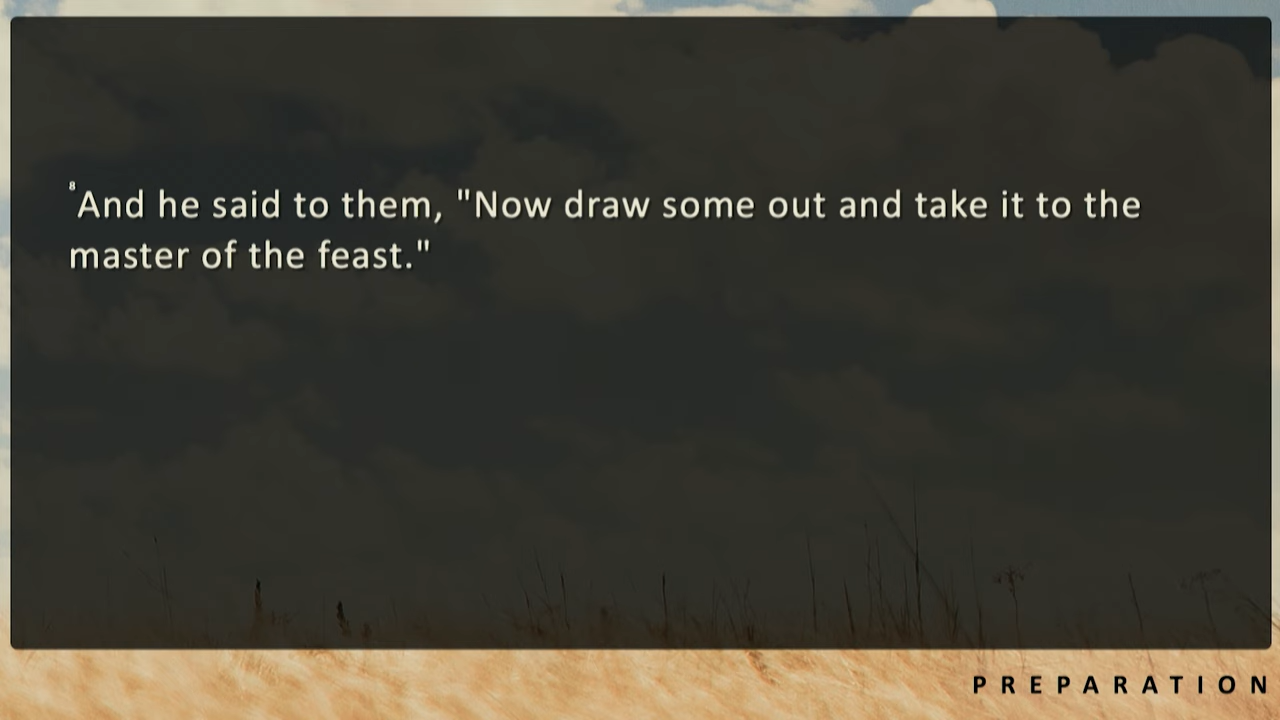 ⁸And he said to them, "Now draw some out and take it to the
master of the feast."
PREPARATION